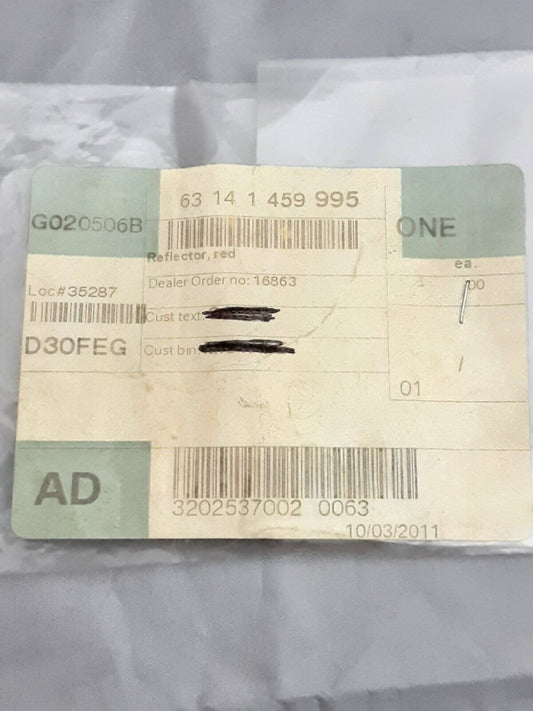 63 14 1 459 995
G020506B
ONE
Reflector, red
ea.
Dealer Order no: 16863
00
Loc#35287
Cust text:
D30FEG
Cust bin:
01
AD
3202537002 0063
10/03/2011